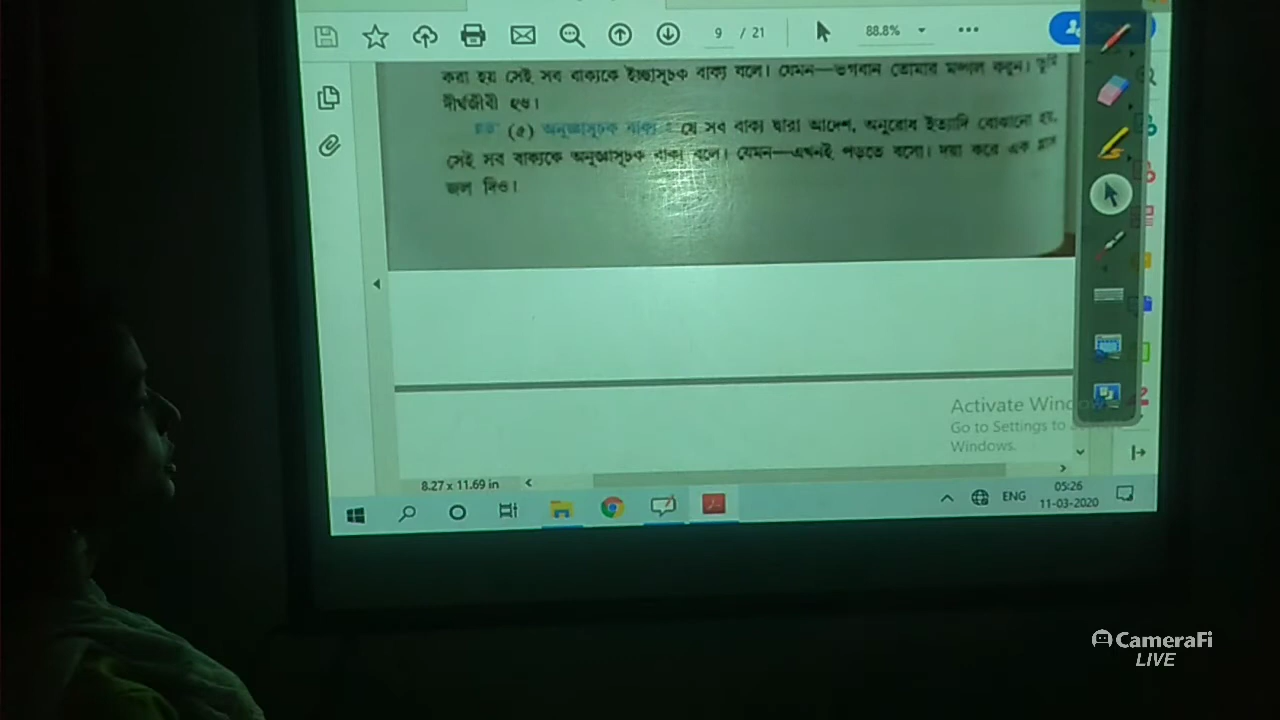 9 / 21
88.8%
করা হয় সেই সব বাক্যকে ইচ্ছাসূচক বাক্য বলে। যেমন—ভগবান তোমার মঙ্গল করুন। তুমি
দীর্ঘজীবী হও।
(৫) অনুজ্ঞাসূচক বাক্য : যে সব বাক্য দ্বারা আদেশ, অনুরোধ ইত্যাদি বোঝানো হয়,
সেই সব বাক্যকে অনুজ্ঞাসূচক বাক্য বলে। যেমন—এখনই পড়তে বসো। দয়া করে এক গ্লাস
জল দিও।
Activate Windows
Go to Settings to
Windows.
8.27 x 11.69 in
ENG
05:26
11-03-2020
CameraFi
LIVE